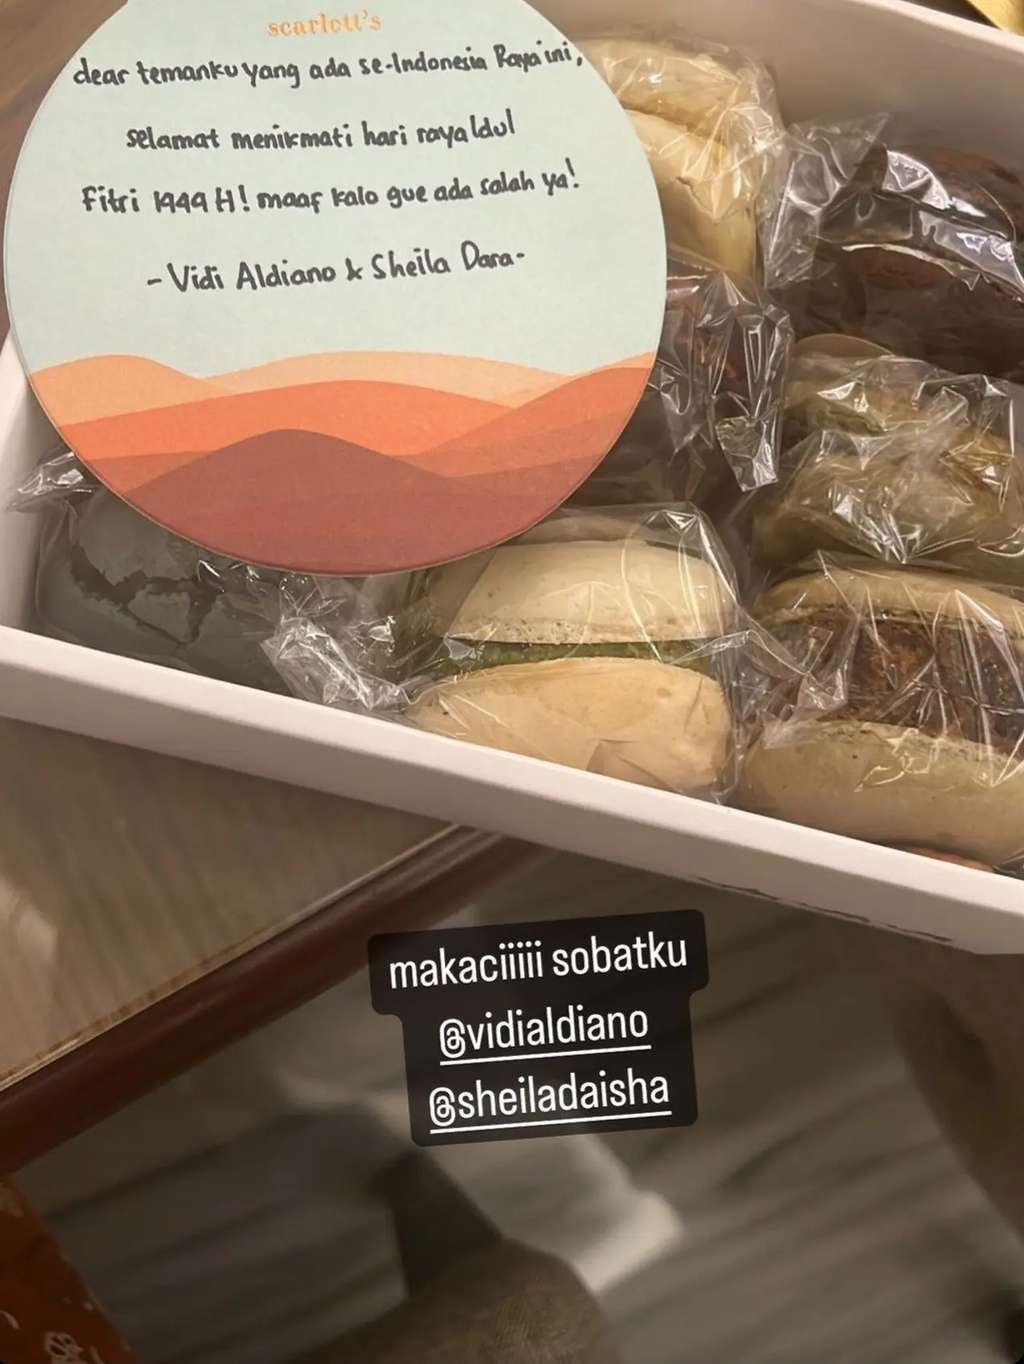 scarlett's
dear temanku yang ada se-Indonesia Raya ini,
selamat menikmati hari raya Idul
Fitri 1444 H! maaf kalo gue ada salah ya!
- Vidi Aldiano & Sheila Dara -
makaciiiii sobatku
@vidialdiano
@sheiladaisha